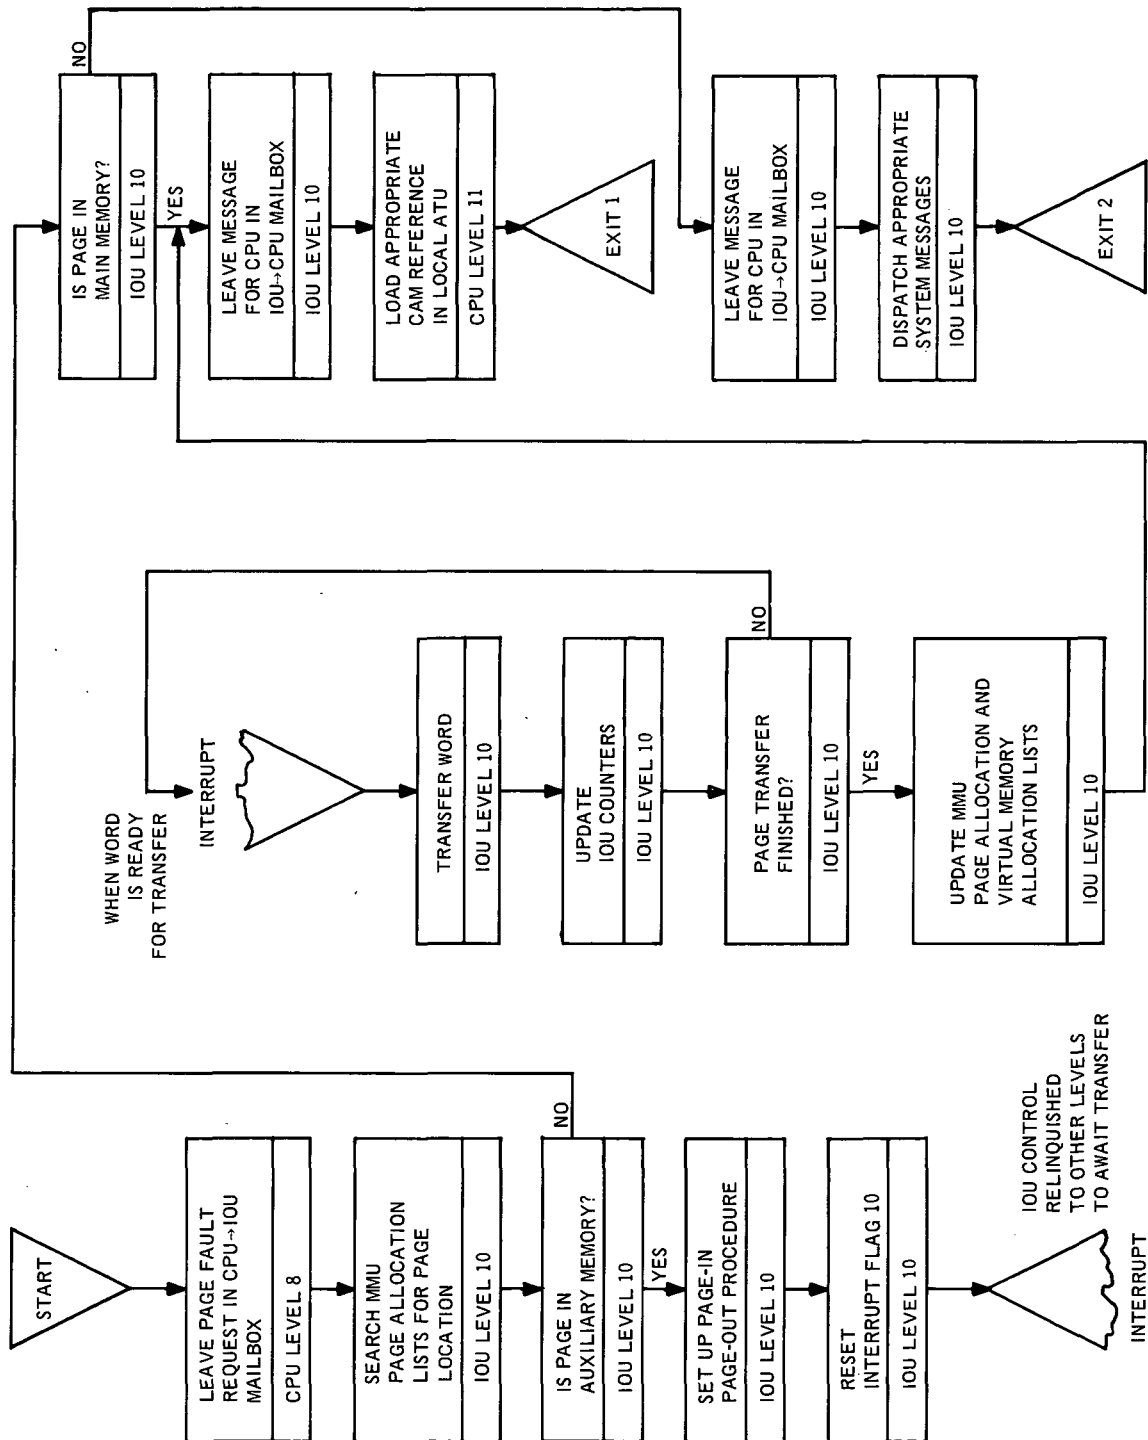 START
LEAVE PAGE FAULT
REQUEST IN CPU→IOU
MAILBOX
CPU LEVEL 8
SEARCH MMU
PAGE ALLOCATION
LISTS FOR PAGE
LOCATION
IOU LEVEL 10
IS PAGE IN
AUXILIARY MEMORY?
IOU LEVEL 10
NO
YES
SET UP PAGE-IN
PAGE-OUT PROCEDURE
IOU LEVEL 10
RESET
INTERRUPT FLAG 10
IOU LEVEL 10
IOU CONTROL
RELINQUISHED
TO OTHER LEVELS
TO AWAIT TRANSFER
INTERRUPT
WHEN WORD
IS READY
FOR TRANSFER
INTERRUPT
TRANSFER WORD
IOU LEVEL 10
UPDATE
IOU COUNTERS
IOU LEVEL 10
PAGE TRANSFER
FINISHED?
IOU LEVEL 10
NO
YES
UPDATE MMU
PAGE ALLOCATION AND
VIRTUAL MEMORY
ALLOCATION LISTS
IOU LEVEL 10
IS PAGE IN
MAIN MEMORY?
IOU LEVEL 10
NO
YES
LEAVE MESSAGE
FOR CPU IN
IOU→CPU MAILBOX
IOU LEVEL 10
LOAD APPROPRIATE
CAM REFERENCE
IN LOCAL ATU
CPU LEVEL 11
EXIT 1
LEAVE MESSAGE
FOR CPU IN
IOU→CPU MAILBOX
IOU LEVEL 10
DISPATCH APPROPRIATE
SYSTEM MESSAGES
IOU LEVEL 10
EXIT 2